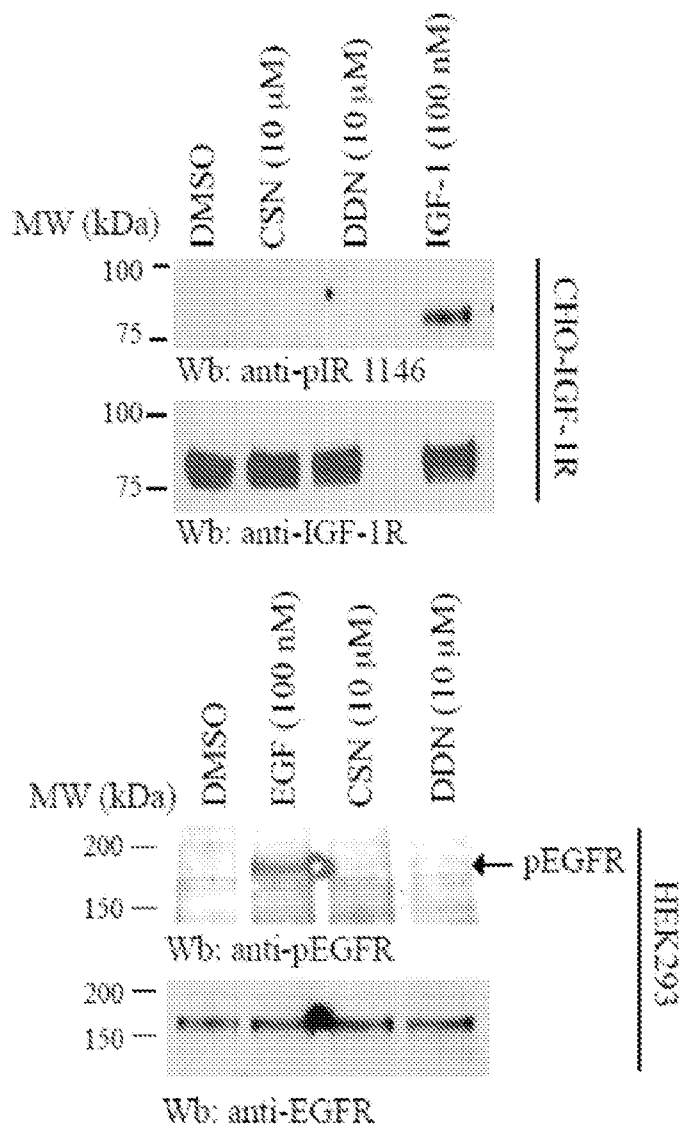 DMSO
CSN (10 µM)
DDN (10 µM)
IGF-1 (100 nM)
MW (kDa)
100
75
Wb: anti-pIR 1146
100
75
Wb: anti-IGF-1R
CHO-IGF-1R
DMSO
EGF (100 nM)
CSN (10 µM)
DDN (10 µM)
MW (kDa)
200
150
pEGFR
Wb: anti-pEGFR
200
150
Wb: anti-EGFR
HEK293